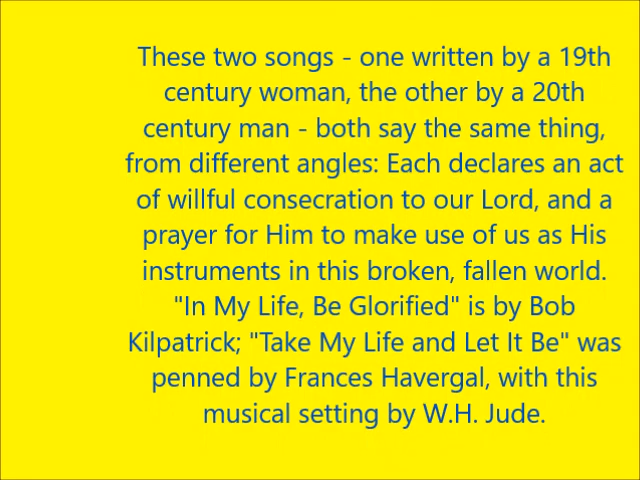 These two songs - one written by a 19th
century woman, the other by a 20th
century man - both say the same thing,
from different angles: Each declares an act
of willful consecration to our Lord, and a
prayer for Him to make use of us as His
instruments in this broken, fallen world.
"In My Life, Be Glorified" is by Bob
Kilpatrick; "Take My Life and Let It Be" was
penned by Frances Havergal, with this
musical setting by W.H. Jude.